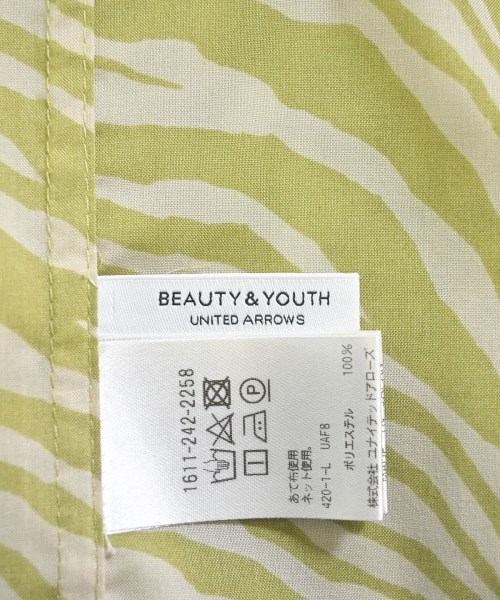 BEAUTY & YOUTH
UNITED ARROWS
1611-242-2258
あて布使用
ネット使用。
420-1-L UAF8
ポリエステル 100%
株式会社 ユナイテッドアローズ